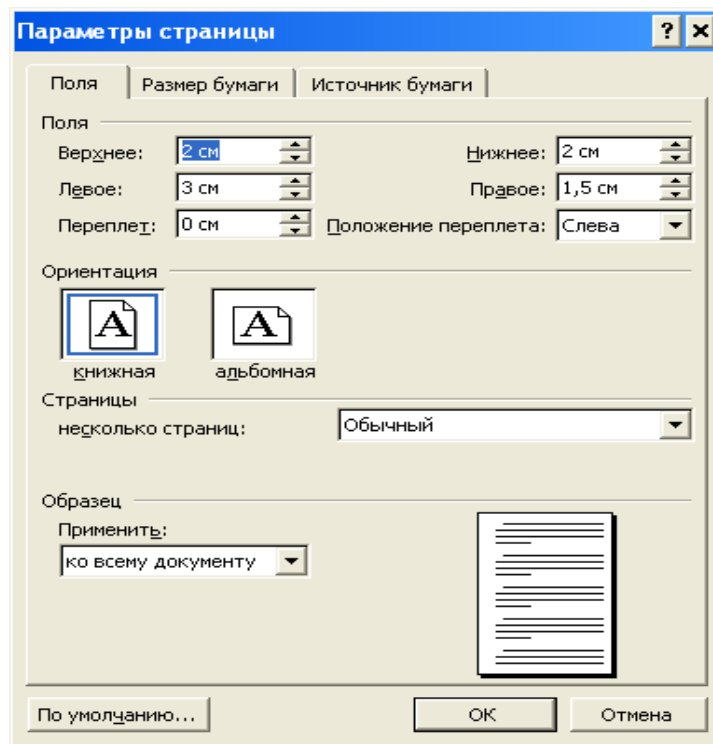 Параметры страницы ? ×
Поля Размер бумаги Источник бумаги
Поля
Верхнее: 2 см Нижнее: 2 см
Левое: 3 см Правое: 1,5 см
Переплет: 0 см Положение переплета: Слева
Ориентация
A A
книжная альбомная
Страницы
несколько страниц: Обычный
Образец
Применить:
ко всему документу
По умолчанию... ОК Отмена